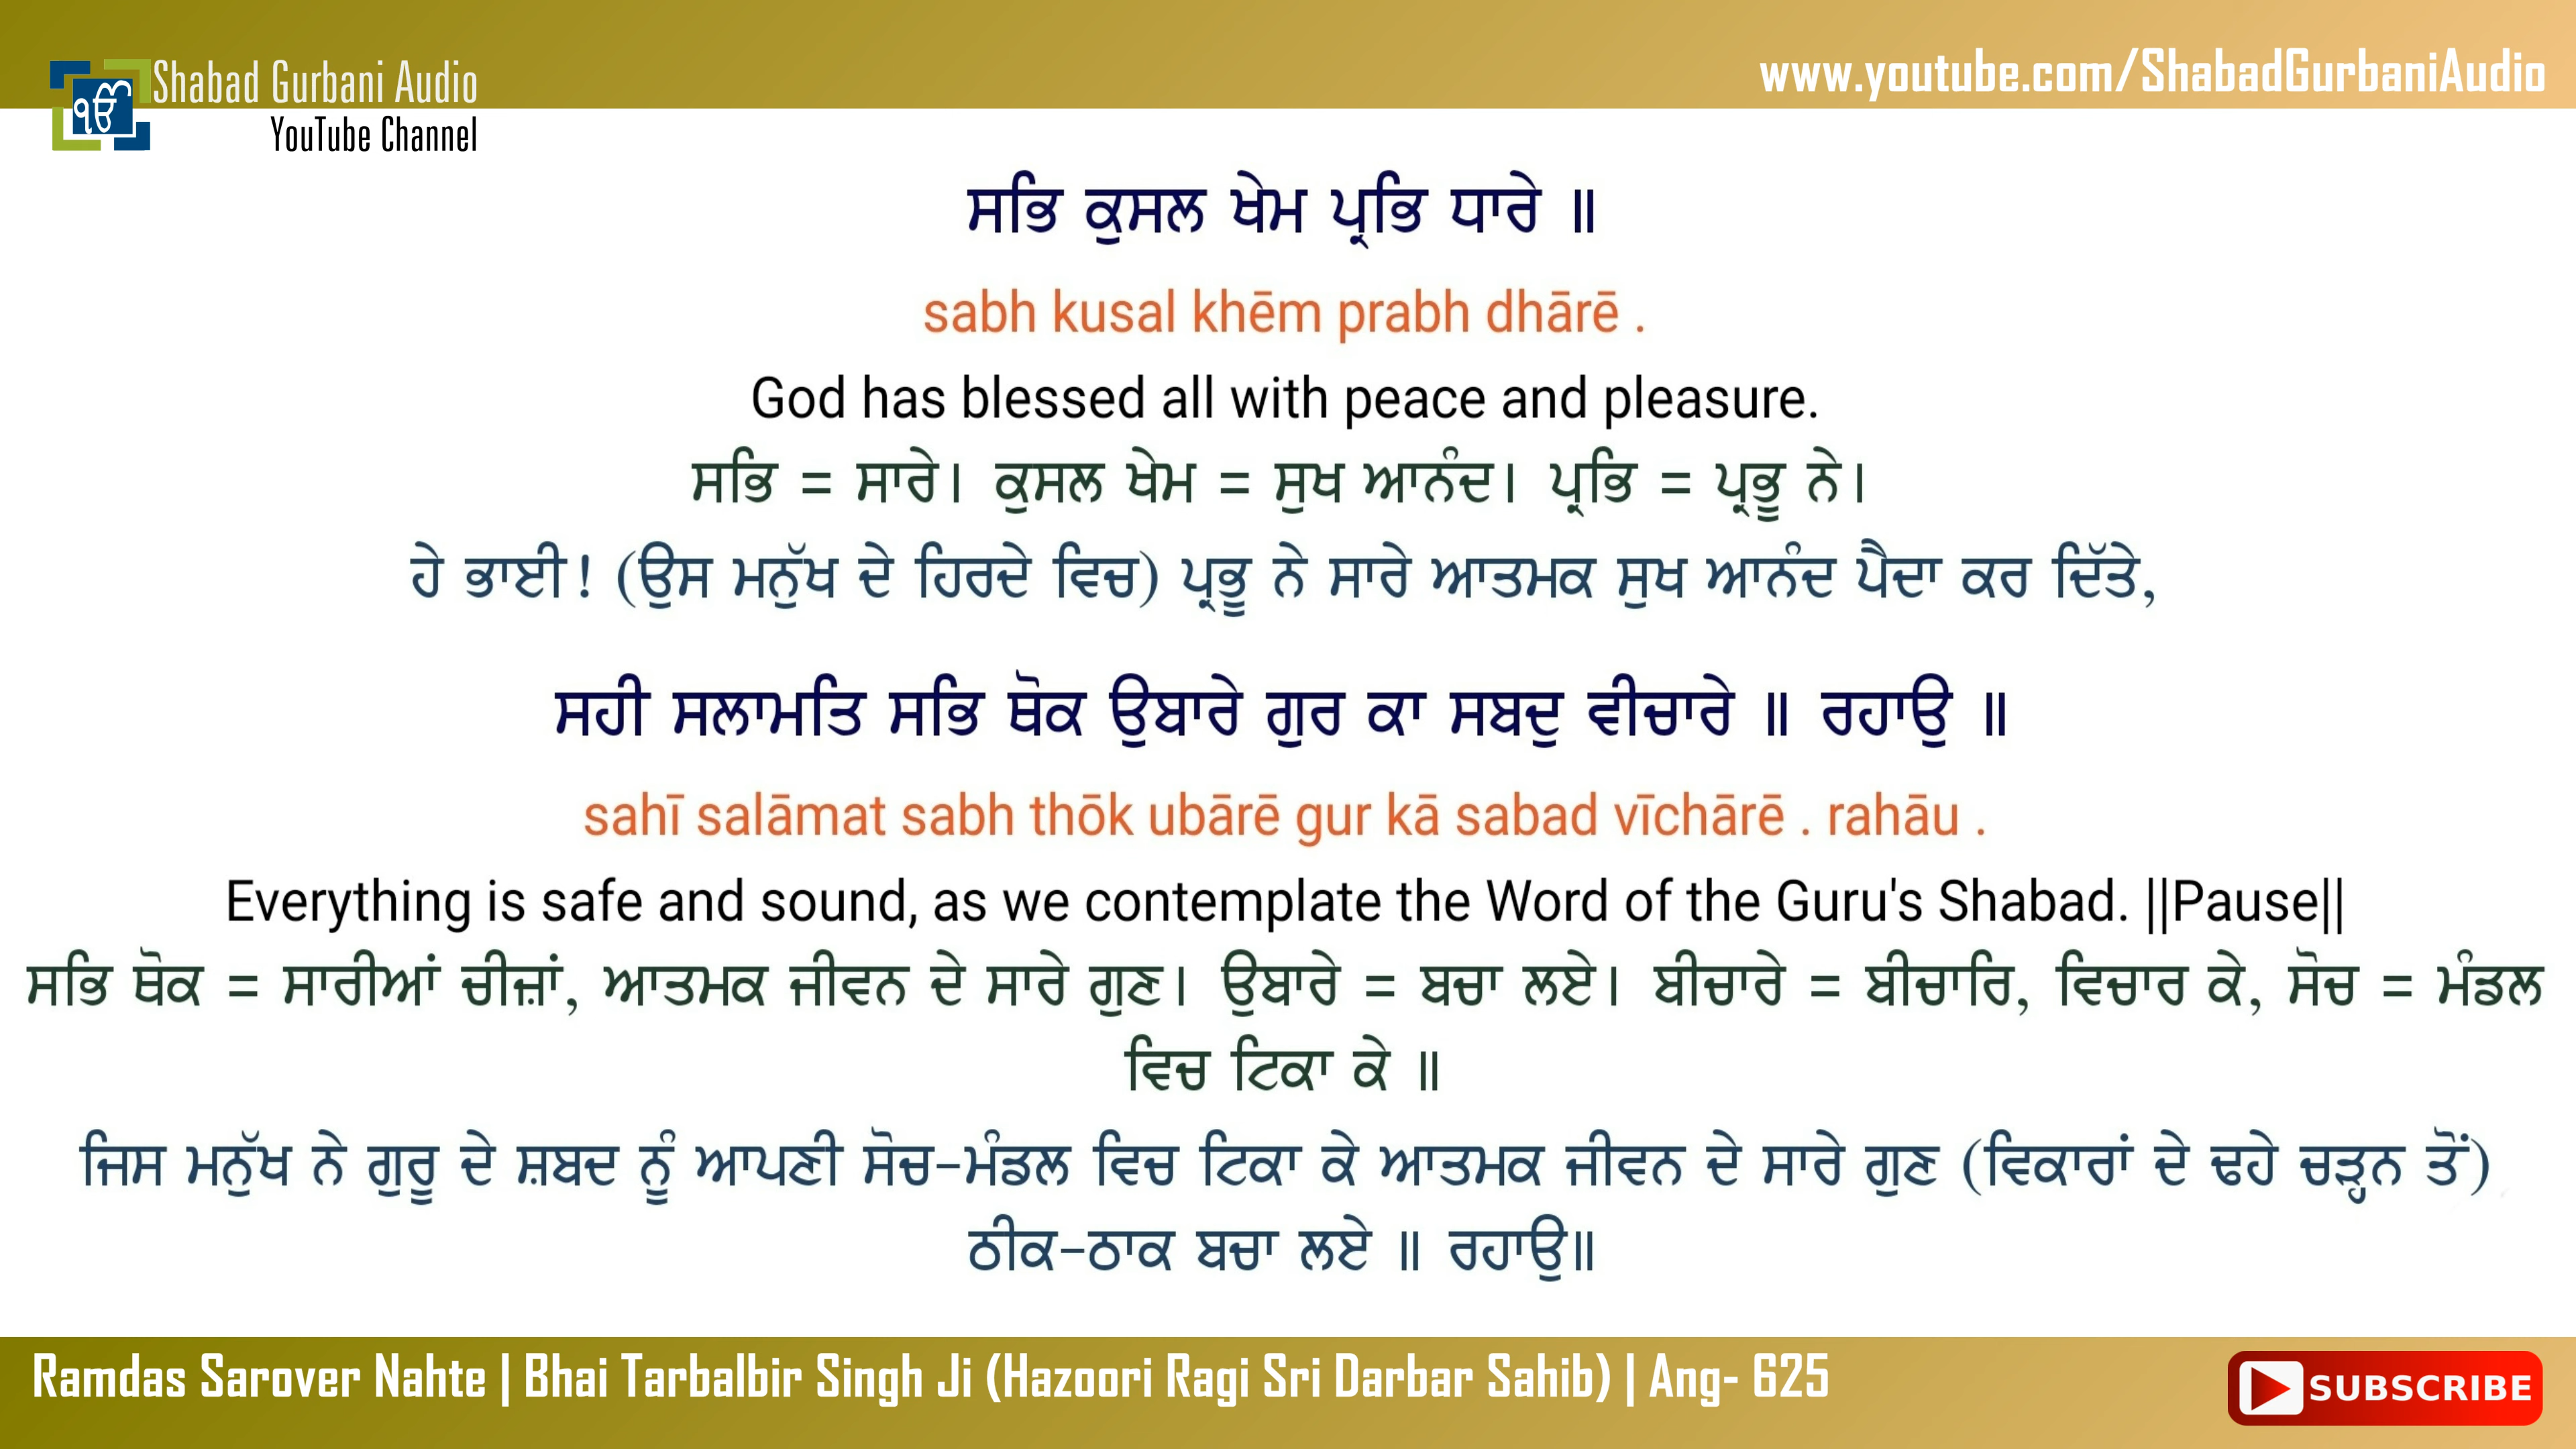 Shabad Gurbani Audio
YouTube Channel
ੴ
www.youtube.com/ShabadGurbaniAudio
ਸਭਿ ਕੁਸਲ ਖੇਮ ਪ੍ਰਭਿ ਧਾਰੇ ॥
sabh kusal khēm prabh dhārē .
God has blessed all with peace and pleasure.
ਸਭਿ = ਸਾਰੇ। ਕੁਸਲ ਖੇਮ = ਸੁਖ ਆਨੰਦ। ਪ੍ਰਭਿ = ਪ੍ਰਭੂ ਨੇ।
ਹੇ ਭਾਈ! (ਉਸ ਮਨੁੱਖ ਦੇ ਹਿਰਦੇ ਵਿਚ) ਪ੍ਰਭੂ ਨੇ ਸਾਰੇ ਆਤਮਕ ਸੁਖ ਆਨੰਦ ਪੈਦਾ ਕਰ ਦਿੱਤੇ,
ਸਹੀ ਸਲਾਮਤਿ ਸਭਿ ਥੋਕ ਉਬਾਰੇ ਗੁਰ ਕਾ ਸਬਦੁ ਵੀਚਾਰੇ ॥ ਰਹਾਉ ॥
sahī salāmat sabh thōk ubārē gur kā sabad vīchārē . rahāu .
Everything is safe and sound, as we contemplate the Word of the Guru's Shabad. ||Pause||
ਸਭਿ ਥੋਕ = ਸਾਰੀਆਂ ਚੀਜ਼ਾਂ, ਆਤਮਕ ਜੀਵਨ ਦੇ ਸਾਰੇ ਗੁਣ। ਉਬਾਰੇ = ਬਚਾ ਲਏ। ਬੀਚਾਰੇ = ਬੀਚਾਰਿ, ਵਿਚਾਰ ਕੇ, ਸੋਚ = ਮੰਡਲ
ਵਿਚ ਟਿਕਾ ਕੇ ॥
ਜਿਸ ਮਨੁੱਖ ਨੇ ਗੁਰੂ ਦੇ ਸ਼ਬਦ ਨੂੰ ਆਪਣੀ ਸੋਚ-ਮੰਡਲ ਵਿਚ ਟਿਕਾ ਕੇ ਆਤਮਕ ਜੀਵਨ ਦੇ ਸਾਰੇ ਗੁਣ (ਵਿਕਾਰਾਂ ਦੇ ਢਹੇ ਚੜ੍ਹਨ ਤੋਂ)
ਠੀਕ-ਠਾਕ ਬਚਾ ਲਏ ॥ ਰਹਾਉ॥
Ramdas Sarover Nahte | Bhai Tarbalbir Singh Ji (Hazoori Ragi Sri Darbar Sahib) | Ang- 625
SUBSCRIBE